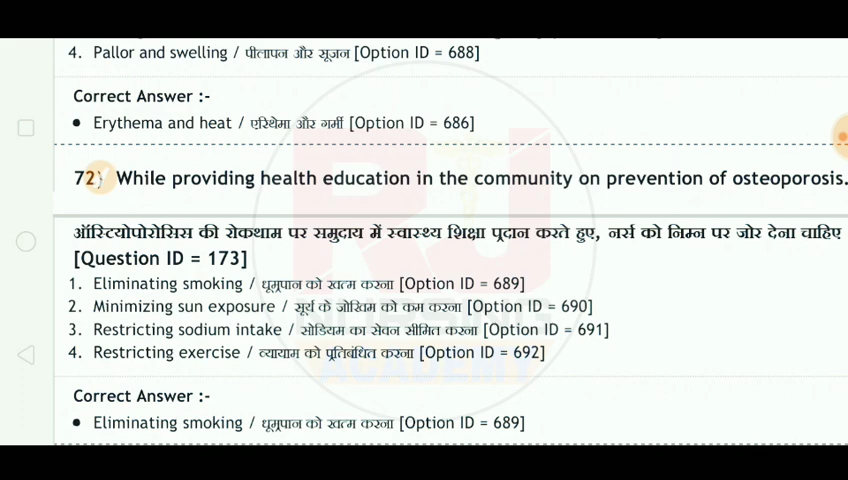 4. Pallor and swelling / पीलापन और सूजन [Option ID = 688]
Correct Answer :-
• Erythema and heat / एरिथेमा और गर्मी [Option ID = 686]
72) While providing health education in the community on prevention of osteoporosis.
ऑस्टियोपोरोसिस की रोकथाम पर समुदाय में स्वास्थ्य शिक्षा प्रदान करते हुए, नर्स को निम्न पर जोर देना चाहिए
[Question ID = 173]
1. Eliminating smoking / धूम्रपान को खत्म करना [Option ID = 689]
2. Minimizing sun exposure / सूर्य के जोखिम को कम करना [Option ID = 690]
3. Restricting sodium intake / सोडियम का सेवन सीमित करना [Option ID = 691]
4. Restricting exercise / व्यायाम को प्रतिबंधित करना [Option ID = 692]
Correct Answer :-
• Eliminating smoking / धूम्रपान को खत्म करना [Option ID = 689]
RJ
NURSING
ACADEMY